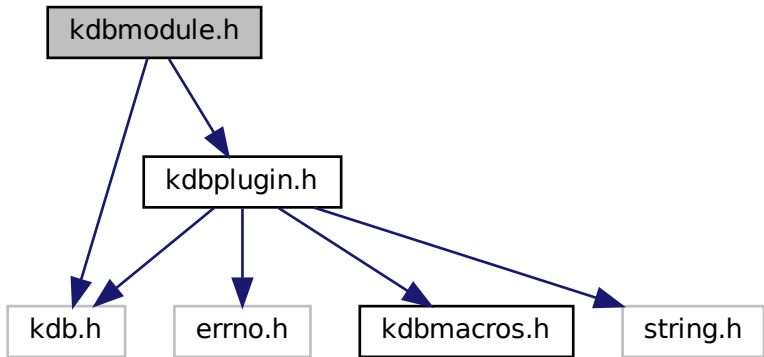 kdbmodule.h
kdbplugin.h
kdb.h
errno.h
kdbmacros.h
string.h